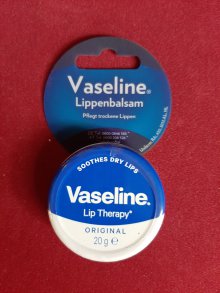 Vaseline®
Lippenbalsam
Pflegt trockene Lippen
SOOTHES DRY LIPS
Vaseline®
Lip Therapy®
ORIGINAL
20 g ℮